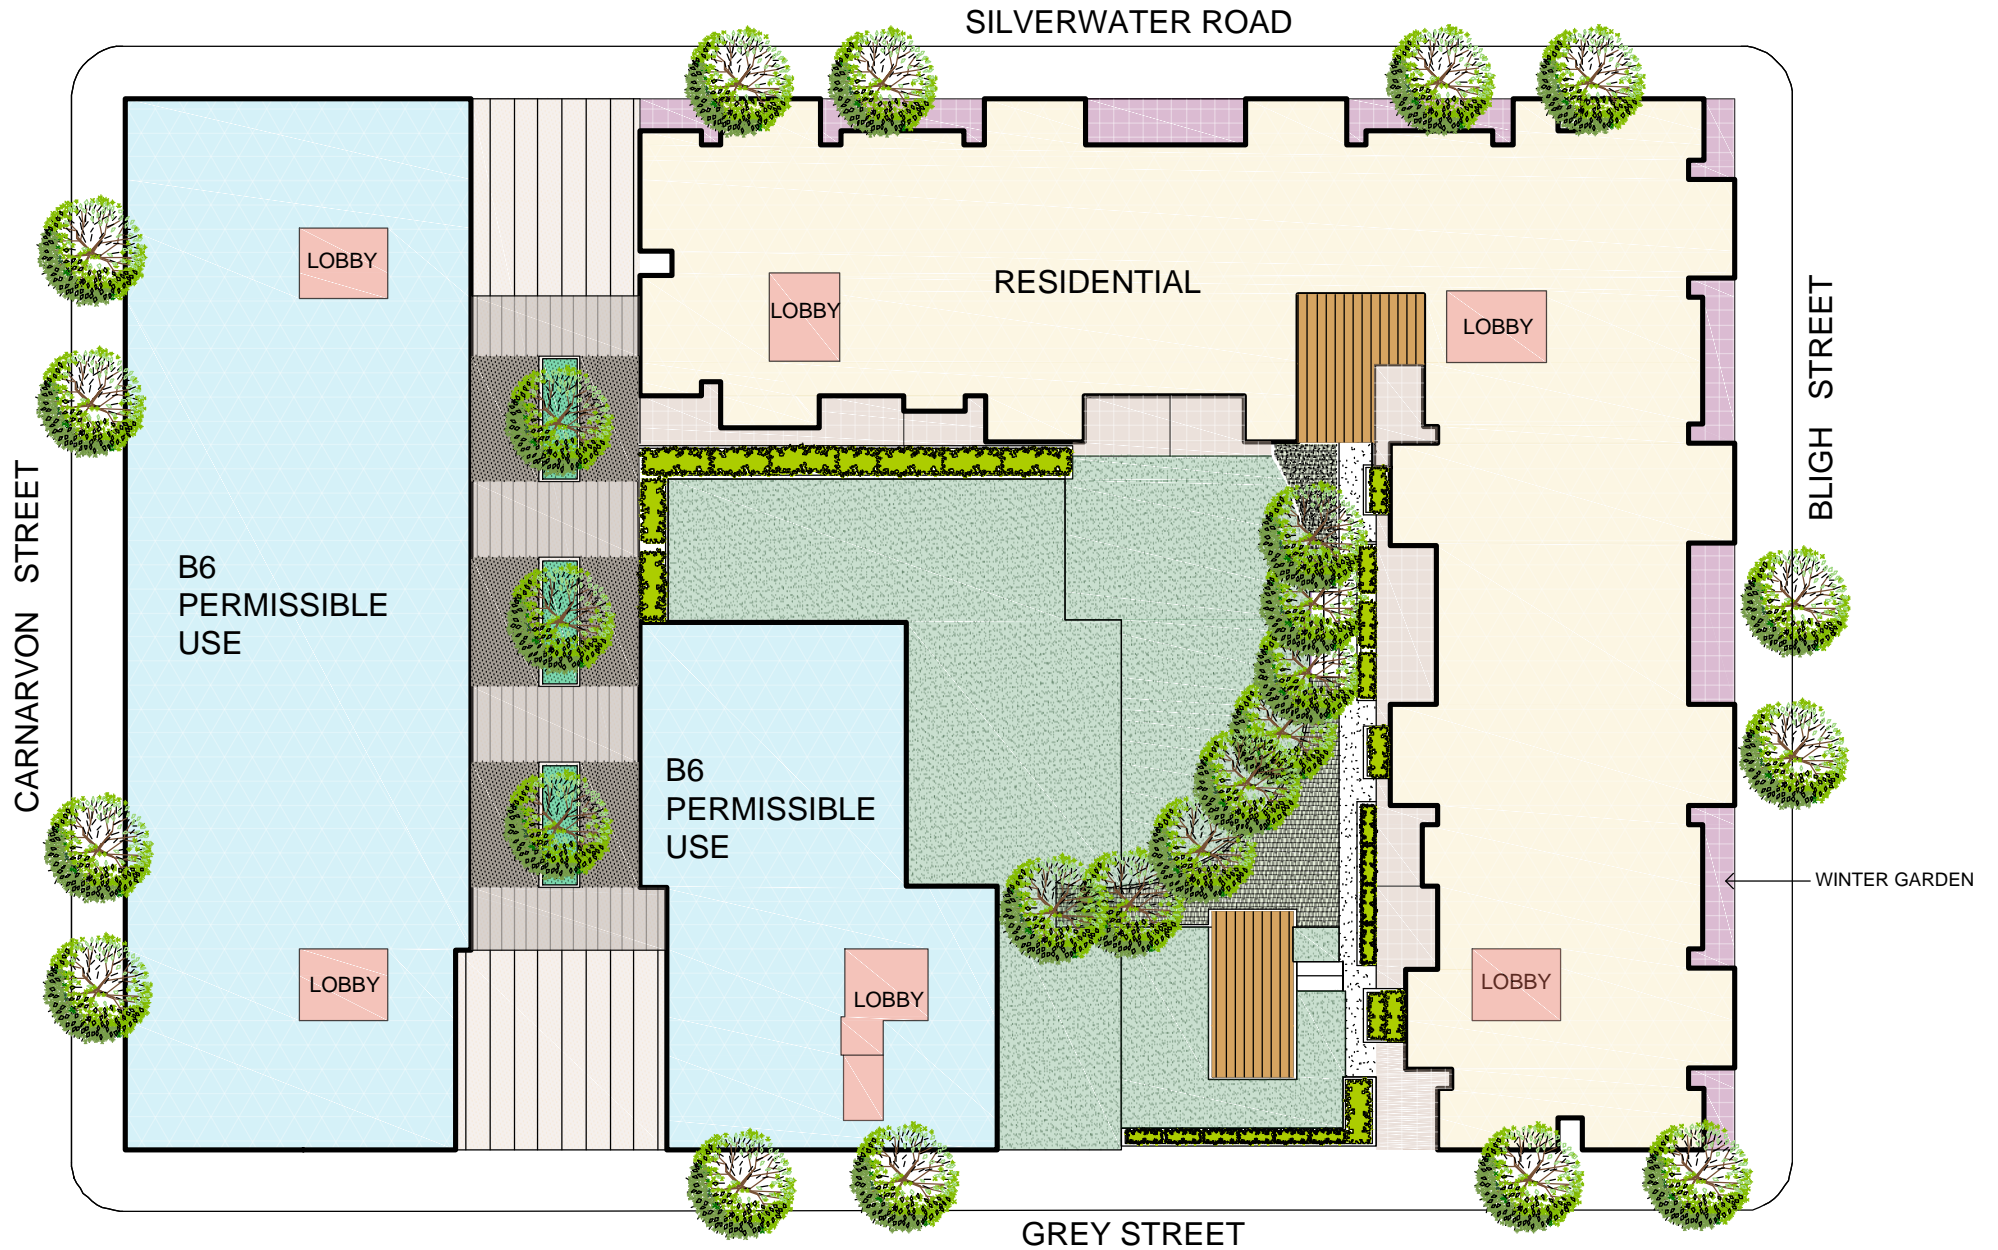 SILVERWATER ROAD
LOBBY
RESIDENTIAL
LOBBY
LOBBY
BLIGH STREET
CARNARVON STREET
B6
PERMISSIBLE
USE
B6
PERMISSIBLE
USE
WINTER GARDEN
LOBBY
LOBBY
LOBBY
GREY STREET